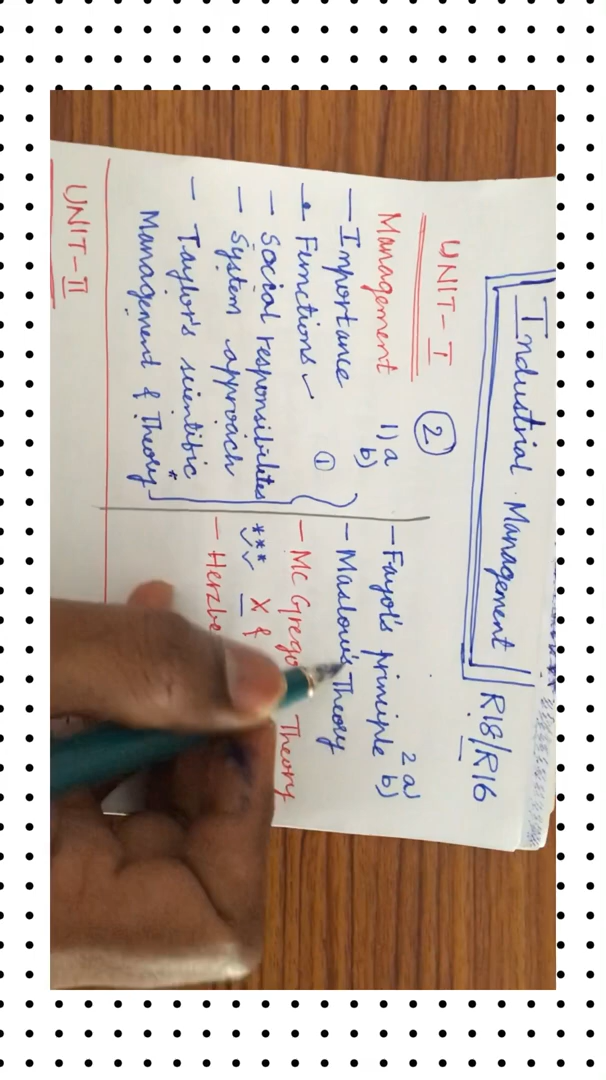 Industrial Management R18/R16
UNIT-I
②
Management
1) a
b)
- Importance
- Functions ✓
①
- Social responsibilites
- System approach
- Taylor's scientific *
Management & Theory
2 a)
b)
- Fayol's principle
- Maslow's Theory
- Mc Grego Theory
*** X &
- Herzbe
UNIT-II